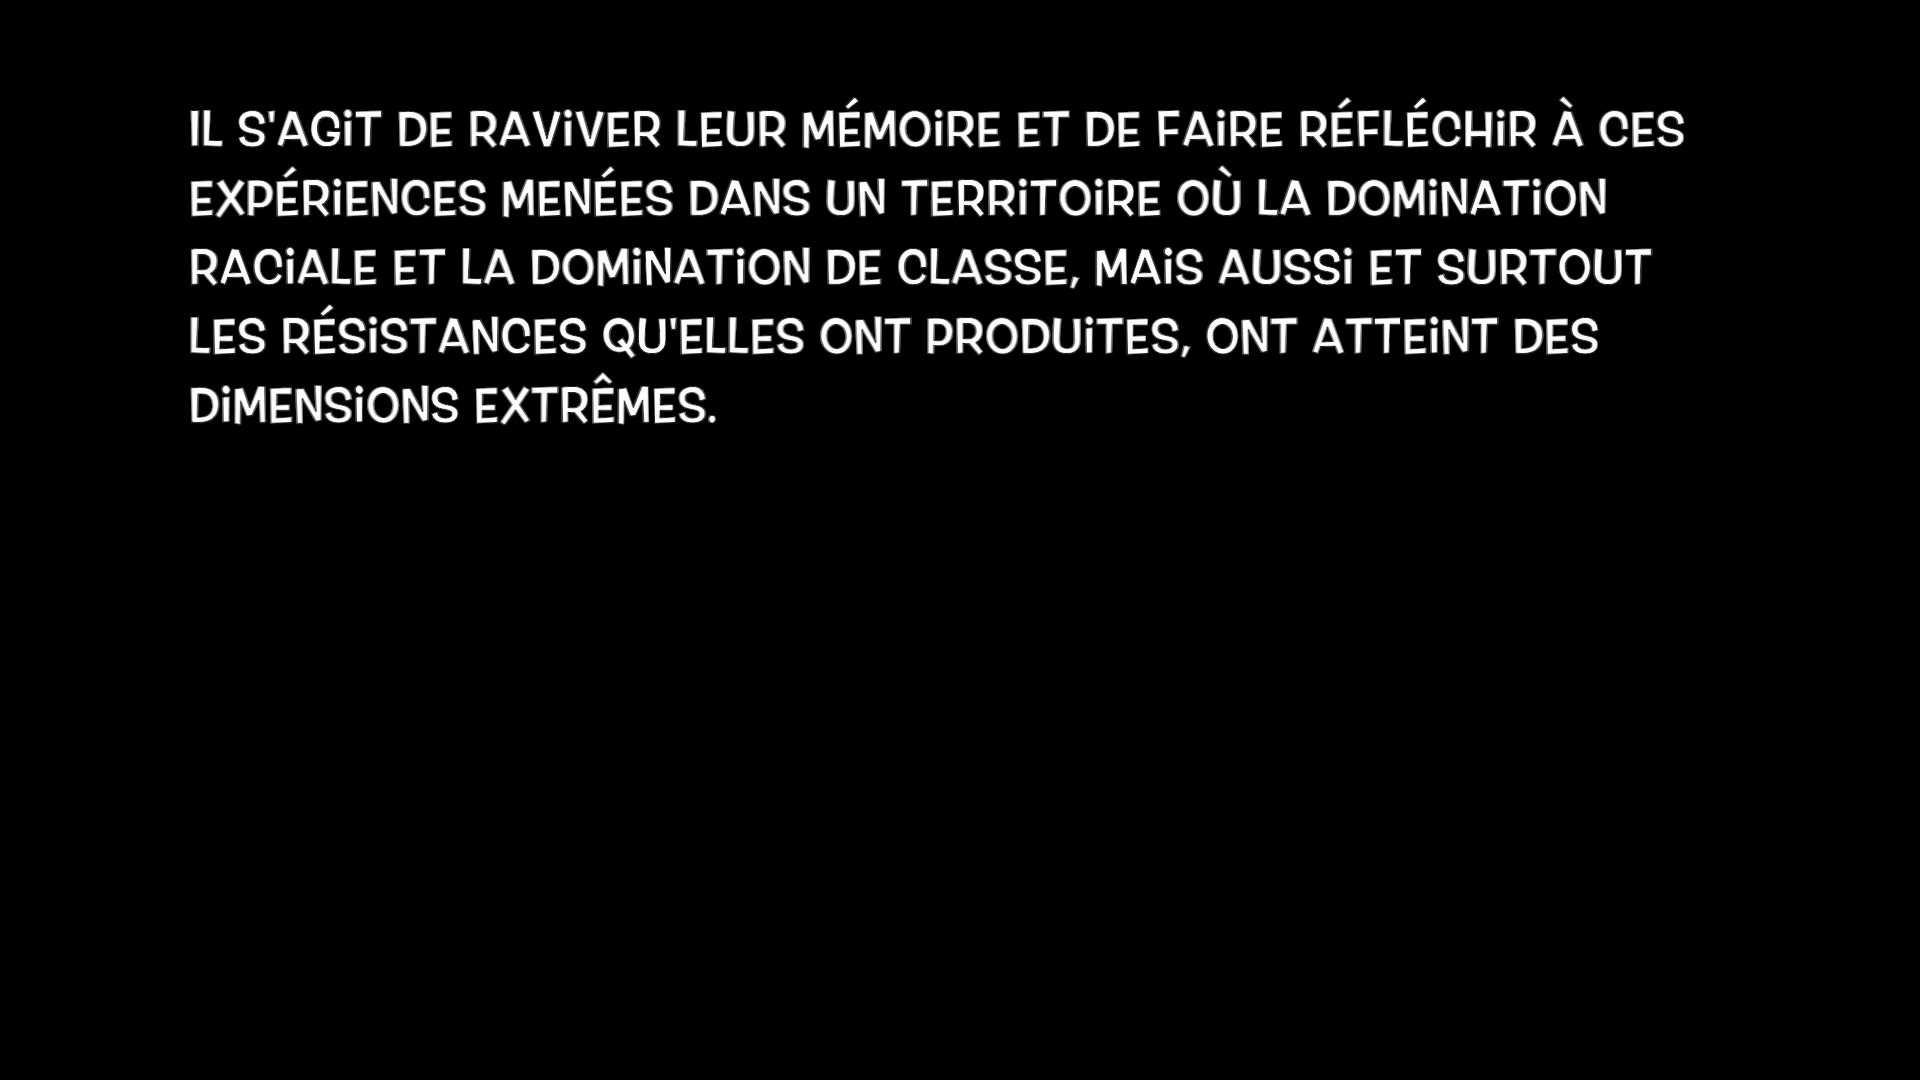 IL S'AGIT DE RAVIVER LEUR MÉMOIRE ET DE FAIRE RÉFLÉCHIR À CES
EXPÉRIENCES MENÉES DANS UN TERRITOIRE OÙ LA DOMINATION
RACIALE ET LA DOMINATION DE CLASSE, MAIS AUSSI ET SURTOUT
LES RÉSISTANCES QU'ELLES ONT PRODUITES, ONT ATTEINT DES
DIMENSIONS EXTRÊMES.